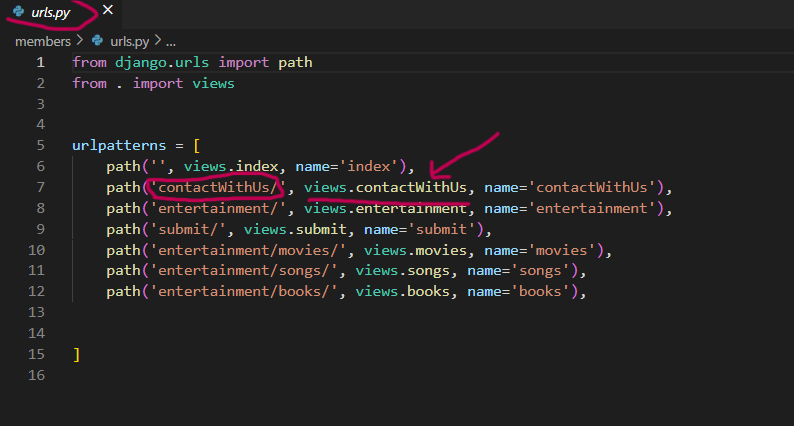 urls.py
members > urls.py > ...
1 from django.urls import path
2 from . import views
3
4
5 urlpatterns = [
6 path('', views.index, name='index'),
7 path('contactWithUs/', views.contactWithUs, name='contactWithUs'),
8 path('entertainment/', views.entertainment, name='entertainment'),
9 path('submit/', views.submit, name='submit'),
10 path('entertainment/movies/', views.movies, name='movies'),
11 path('entertainment/songs/', views.songs, name='songs'),
12 path('entertainment/books/', views.books, name='books'),
13
14
15 ]
16